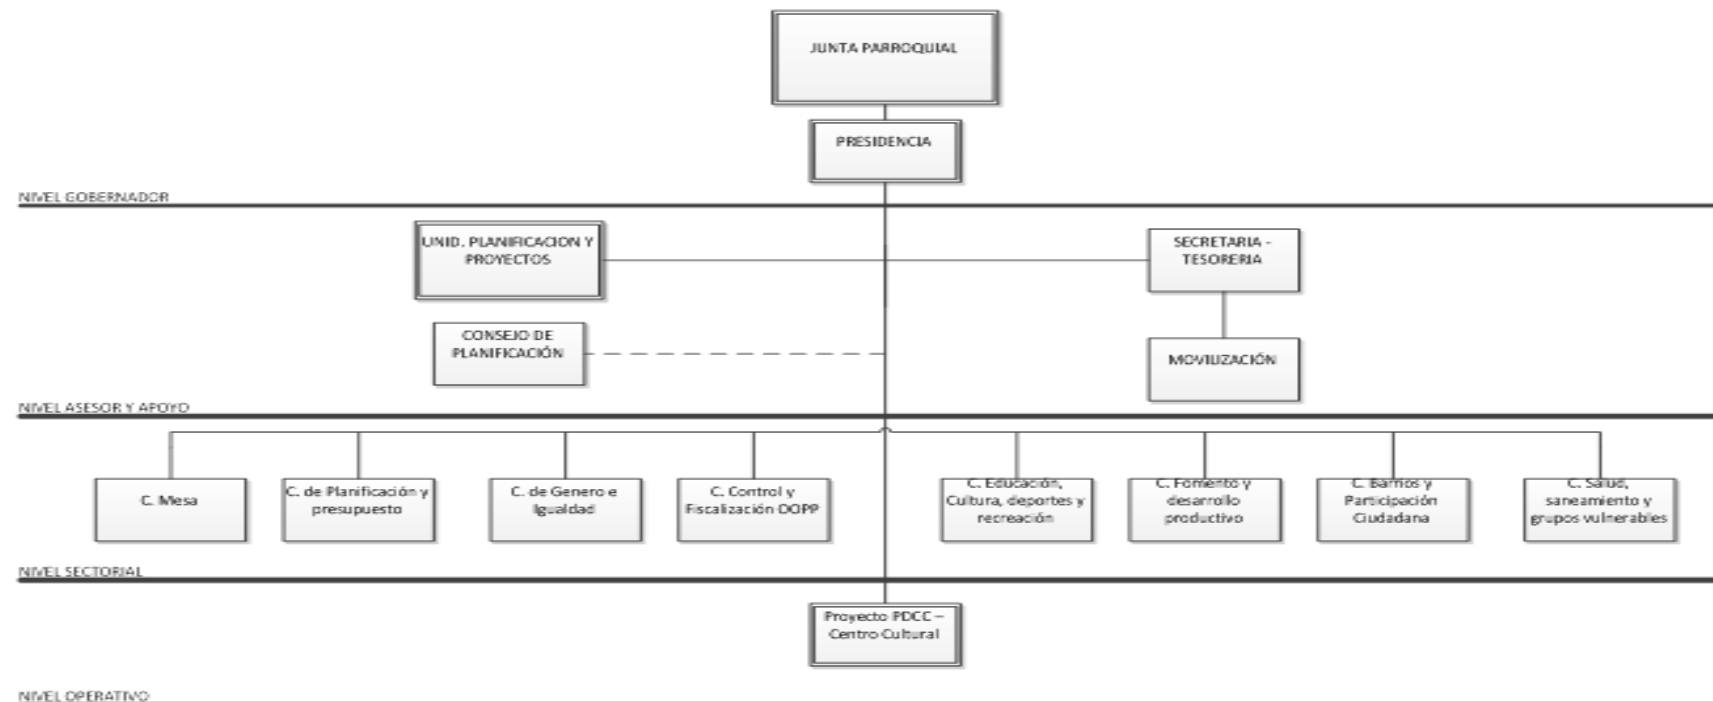 JUNTA PARROQUIAL
PRESIDENCIA
NIVEL GOBERNADOR
UNID. PLANIFICACION Y
PROYECTOS
SECRETARIA -
TESORERIA
CONSEJO DE
PLANIFICACIÓN
MOVILIZACIÓN
NIVEL ASESOR Y APOYO
C. Mesa
C. de Planificación y
presupuesto
C. de Genero e
Igualdad
C. Control y
Fiscalización OOPP
C. Educación,
Cultura, deportes y
recreación
C. Fomento y
desarrollo
productivo
C. Barrios y
Participación
Ciudadana
C. Salud,
saneamiento y
grupos vulnerables
NIVEL SECTORIAL
Proyecto PDCC –
Centro Cultural
NIVEL OPERATIVO